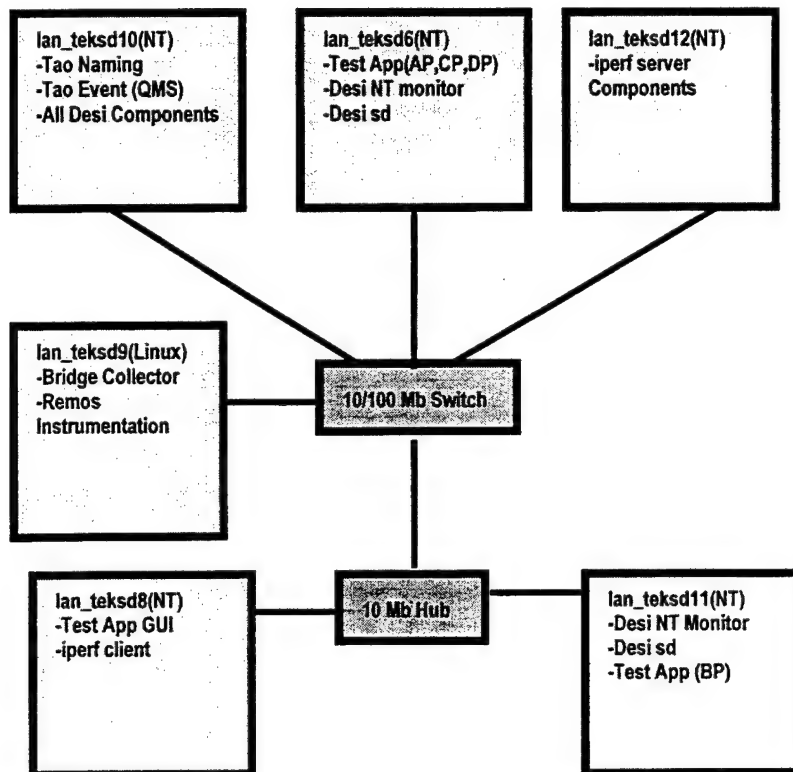 lan_teksd10(NT)
-Tao Naming
-Tao Event (QMS)
-All Desi Components
lan_teksd6(NT)
-Test App(AP,CP,DP)
-Desi NT monitor
-Desi sd
lan_teksd12(NT)
-iperf server
Components
lan_teksd9(Linux)
-Bridge Collector
-Remos
Instrumentation
10/100 Mb Switch
lan_teksd8(NT)
-Test App GUI
-iperf client
10 Mb Hub
lan_teksd11(NT)
-Desi NT Monitor
-Desi sd
-Test App (BP)